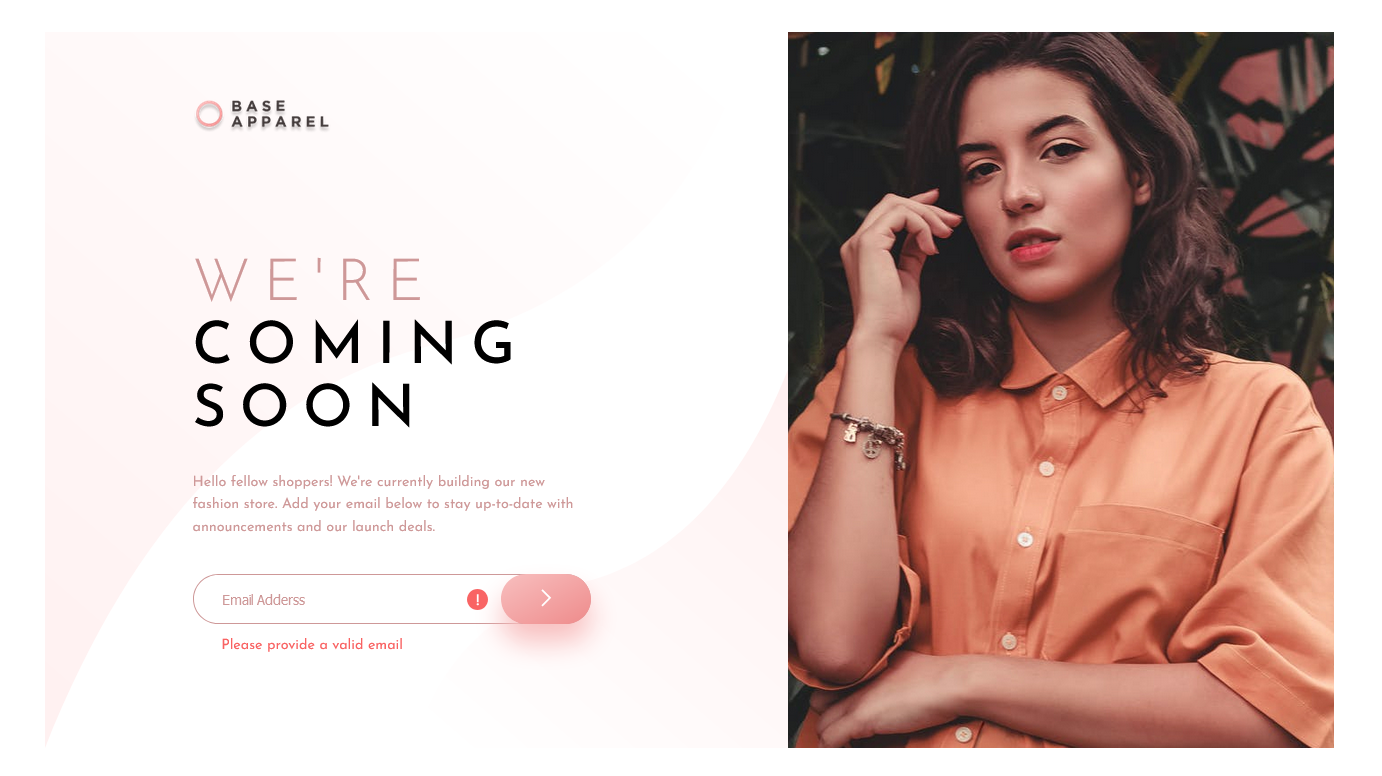 BASE
APPAREL
WE'RE
COMING
SOON
Hello fellow shoppers! We're currently building our new
fashion store. Add your email below to stay up-to-date with
announcements and our launch deals.
Email Adderss
!
Please provide a valid email